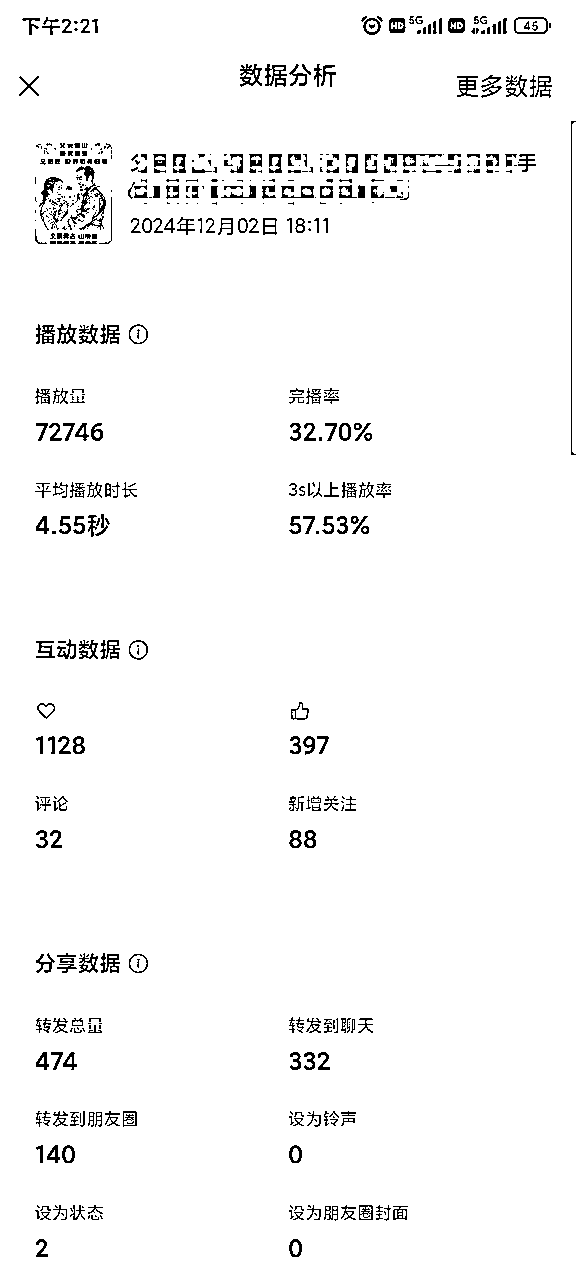 下午2:21
HD 5G HD 5G 45
数据分析
更多数据
手
2024年12月02日 18:11
播放数据
播放量
完播率
72746
32.70%
平均播放时长
3s以上播放率
4.55秒
57.53%
互动数据
1128
397
评论
新增关注
32
88
分享数据
转发总量
转发到聊天
474
332
转发到朋友圈
设为铃声
140
0
设为状态
设为朋友圈封面
2
0